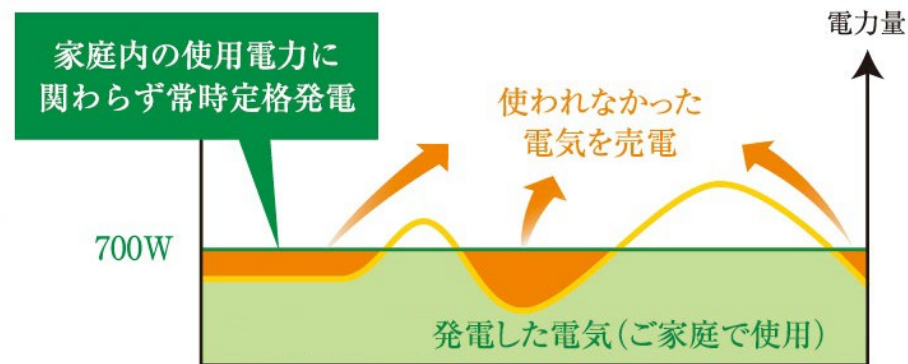 電力量
家庭内の使用電力に
関わらず常時定格発電
使われなかった
電気を売電
700W
発電した電気(ご家庭で使用)